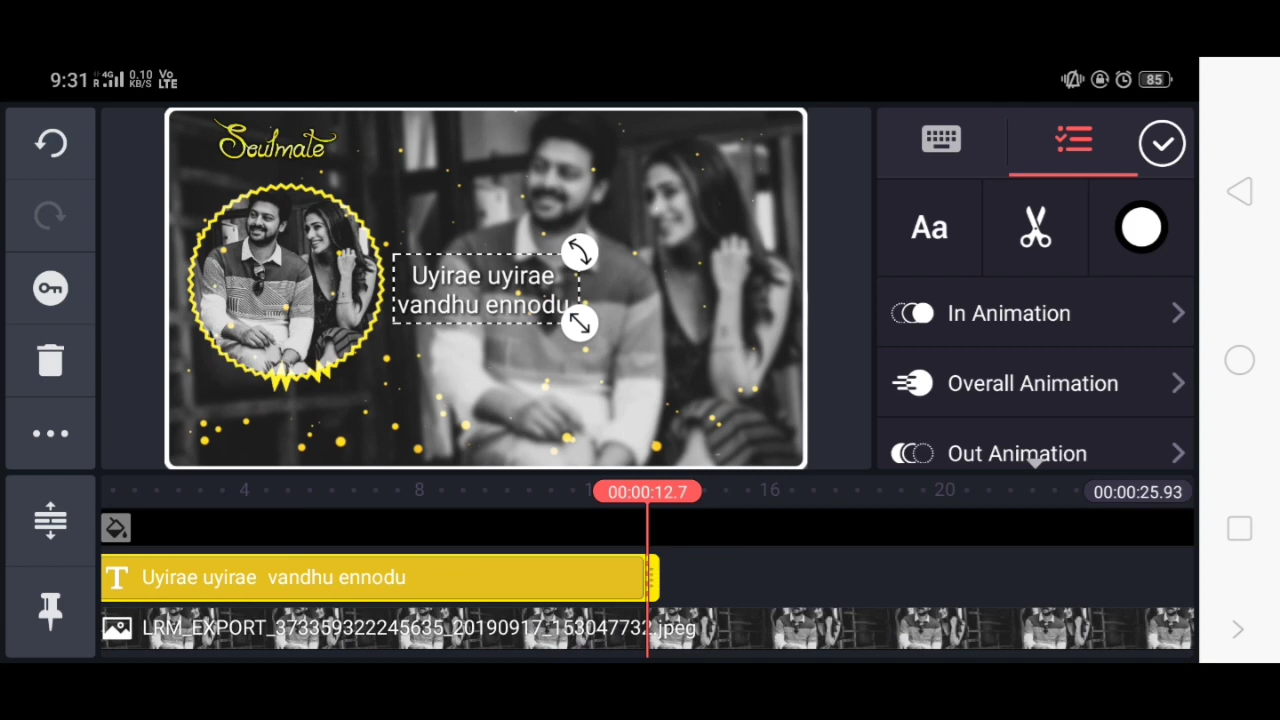 9:31 R 4G 0.10 KB/S Vo LTE
85
Soulmate
Uyirae uyirae
vandhu ennodu
Aa
In Animation
Overall Animation
Out Animation
4 8 1 00:00:12.7 16 20 00:00:25.93
T Uyirae uyirae vandhu ennodu
LRM_EXPORT_373359322245635_20190917_153047732.jpeg